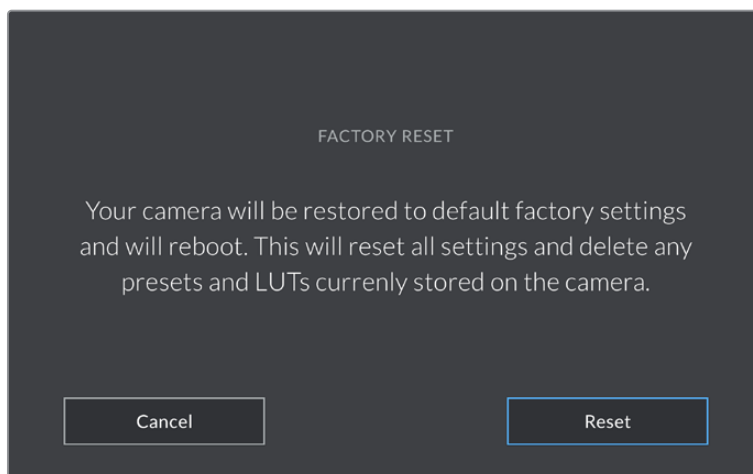 FACTORY RESET
Your camera will be restored to default factory settings
and will reboot. This will reset all settings and delete any
presets and LUTs currenly stored on the camera.
Cancel
Reset